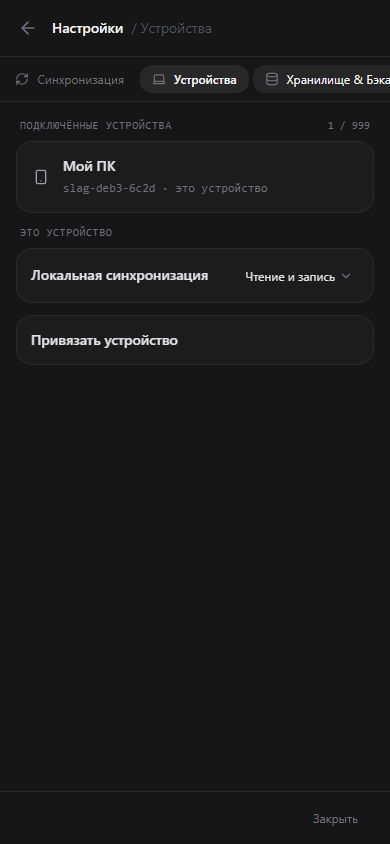 Настройки / Устройства
Синхронизация Устройства Хранилище & Бэка
ПОДКЛЮЧЁННЫЕ УСТРОЙСТВА 1 / 999
Мой ПК
slag-deb3-6c2d · это устройство
ЭТО УСТРОЙСТВО
Локальная синхронизация Чтение и запись
Привязать устройство
Закрыть